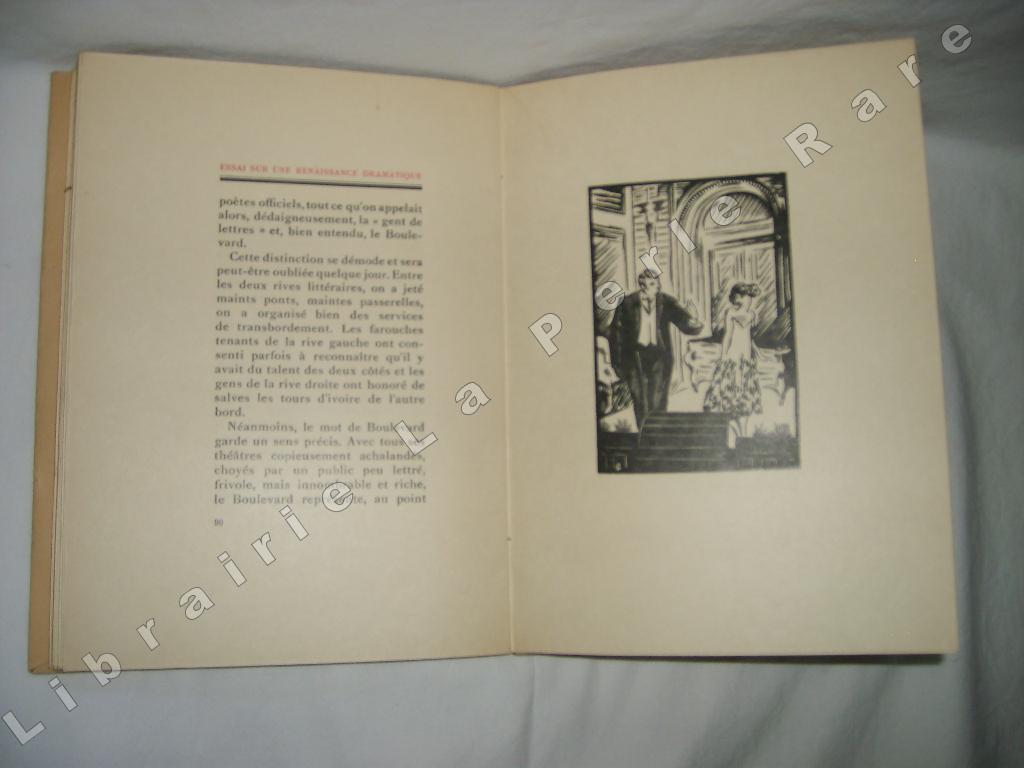 ESSAI SUR UNE RENAISSANCE DRAMATIQUE
poètes officiels, tout ce qu'on appelait
alors, dédaigneusement, la « gent de
lettres » et, bien entendu, le Boule-
vard.
Cette distinction se démode et sera
peut-être oubliée quelque jour. Entre
les deux rives littéraires, on a jeté
maints ponts, maintes passerelles,
on a organisé bien des services
de transbordement. Les farouches
tenants de la rive gauche ont con-
senti parfois à reconnaître qu'il y
avait du talent des deux côtés et les
gens de la rive droite ont honoré de
salves les tours d'ivoire de l'autre
bord.
Néanmoins, le mot de Boulevard
garde un sens précis. Avec tous ses
théâtres copieusement achalandés,
choyés par un public peu lettré,
frivole, mais innombrable et riche,
le Boulevard représente, au point
90
Librairie La Perle Rare